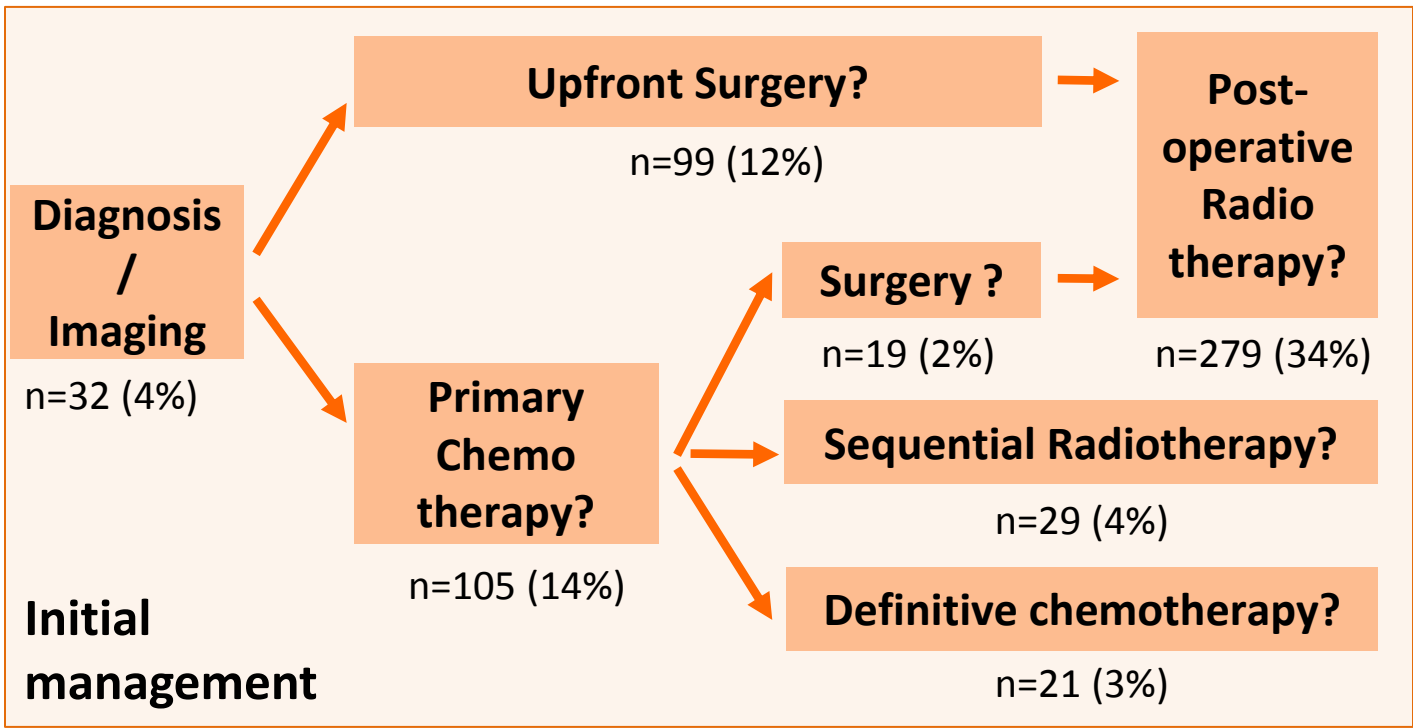 Upfront Surgery?
n=99 (12%)
Post-
operative
Radio
therapy?
n=279 (34%)
Diagnosis
/
Imaging
n=32 (4%)
Surgery ?
n=19 (2%)
Primary
Chemo
therapy?
n=105 (14%)
Sequential Radiotherapy?
n=29 (4%)
Definitive chemotherapy?
n=21 (3%)
Initial
management